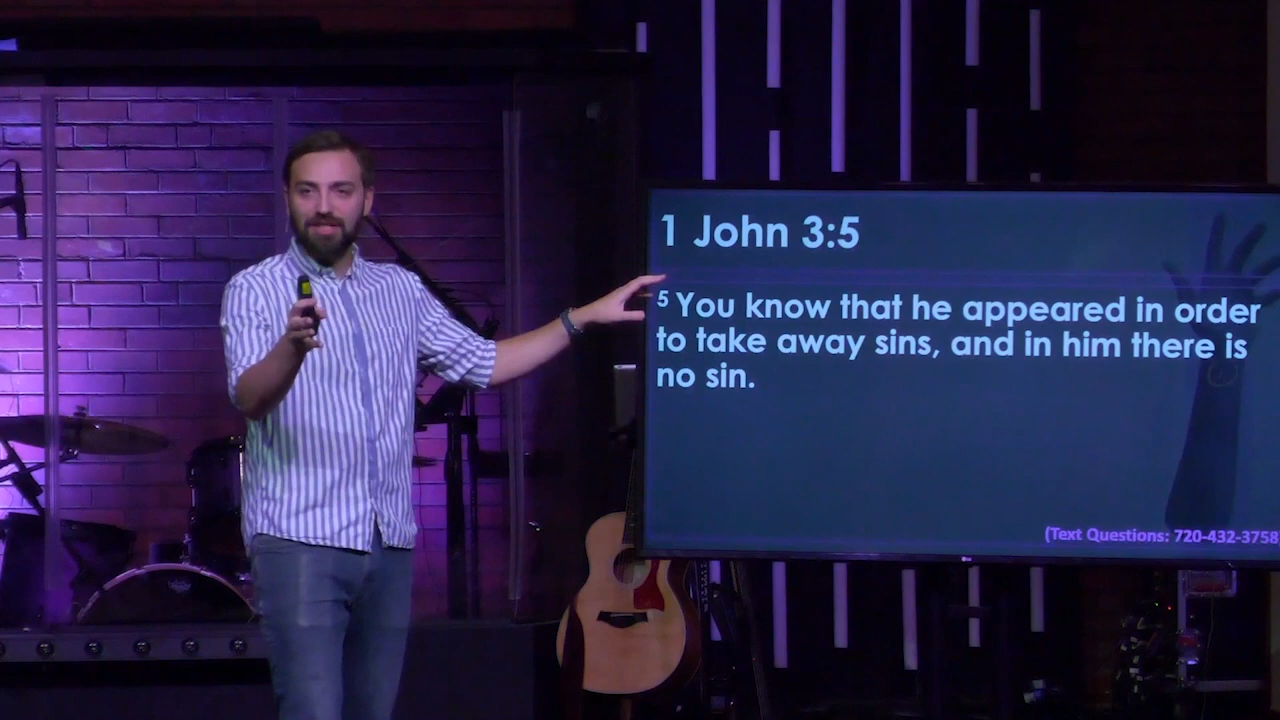 1 John 3:5
5 You know that he appeared in order
to take away sins, and in him there is
no sin.
(Text Questions: 720-432-3758
LG